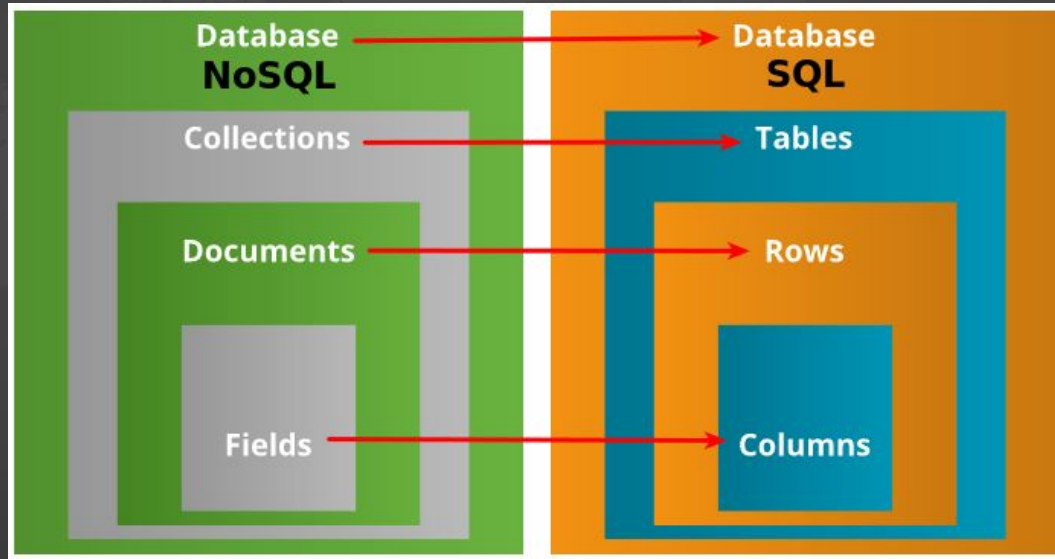 Database
NoSQL
Collections
Documents
Fields
Database
SQL
Tables
Rows
Columns